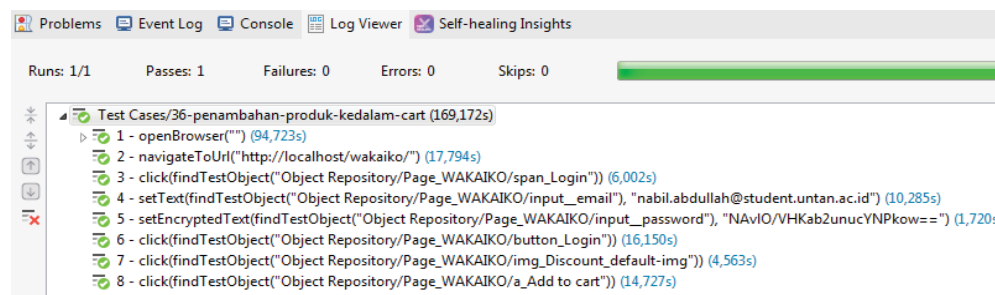 Problems Event Log Console Log Viewer Self-healing Insights
Runs: 1/1 Passes: 1 Failures: 0 Errors: 0 Skips: 0
Test Cases/36-penambahan-produk-kedalam-cart (169,172s)
1 - openBrowser("") (94,723s)
2 - navigateToUrl("http://localhost/wakaiko/") (17,794s)
3 - click(findTestObject("Object Repository/Page_WAKAIKO/span_Login")) (6,002s)
4 - setText(findTestObject("Object Repository/Page_WAKAIKO/input__email"), "nabil.abdullah@student.untan.ac.id") (10,285s)
5 - setEncryptedText(findTestObject("Object Repository/Page_WAKAIKO/input__password"), "NAvIO/VHKab2unucYNPkow==") (1,720s
6 - click(findTestObject("Object Repository/Page_WAKAIKO/button_Login")) (16,150s)
7 - click(findTestObject("Object Repository/Page_WAKAIKO/img_Discount_default-img")) (4,563s)
8 - click(findTestObject("Object Repository/Page_WAKAIKO/a_Add to cart")) (14,727s)